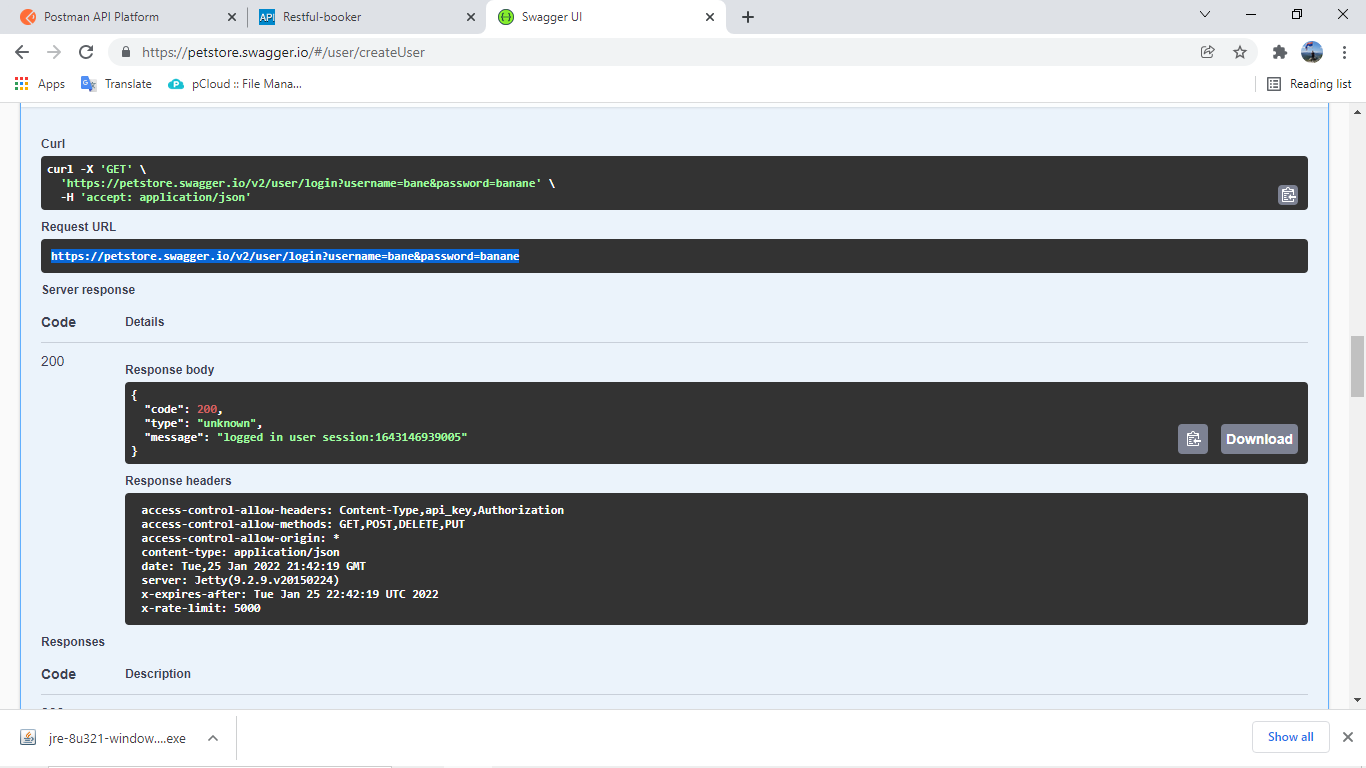 Postman API Platform
API Restful-booker
Swagger UI
https://petstore.swagger.io/#/user/createUser
Apps
Translate
pCloud :: File Mana...
Reading list
Curl
curl -X 'GET' \
'https://petstore.swagger.io/v2/user/login?username=bane&password=banane' \
-H 'accept: application/json'
Request URL
https://petstore.swagger.io/v2/user/login?username=bane&password=banane
Server response
Code Details
200
Response body
{
"code": 200,
"type": "unknown",
"message": "logged in user session:1643146939005"
}
Download
Response headers
access-control-allow-headers: Content-Type,api_key,Authorization
access-control-allow-methods: GET,POST,DELETE,PUT
access-control-allow-origin: *
content-type: application/json
date: Tue,25 Jan 2022 21:42:19 GMT
server: Jetty(9.2.9.v20150224)
x-expires-after: Tue Jan 25 22:42:19 UTC 2022
x-rate-limit: 5000
Responses
Code Description
jre-8u321-window....exe
Show all